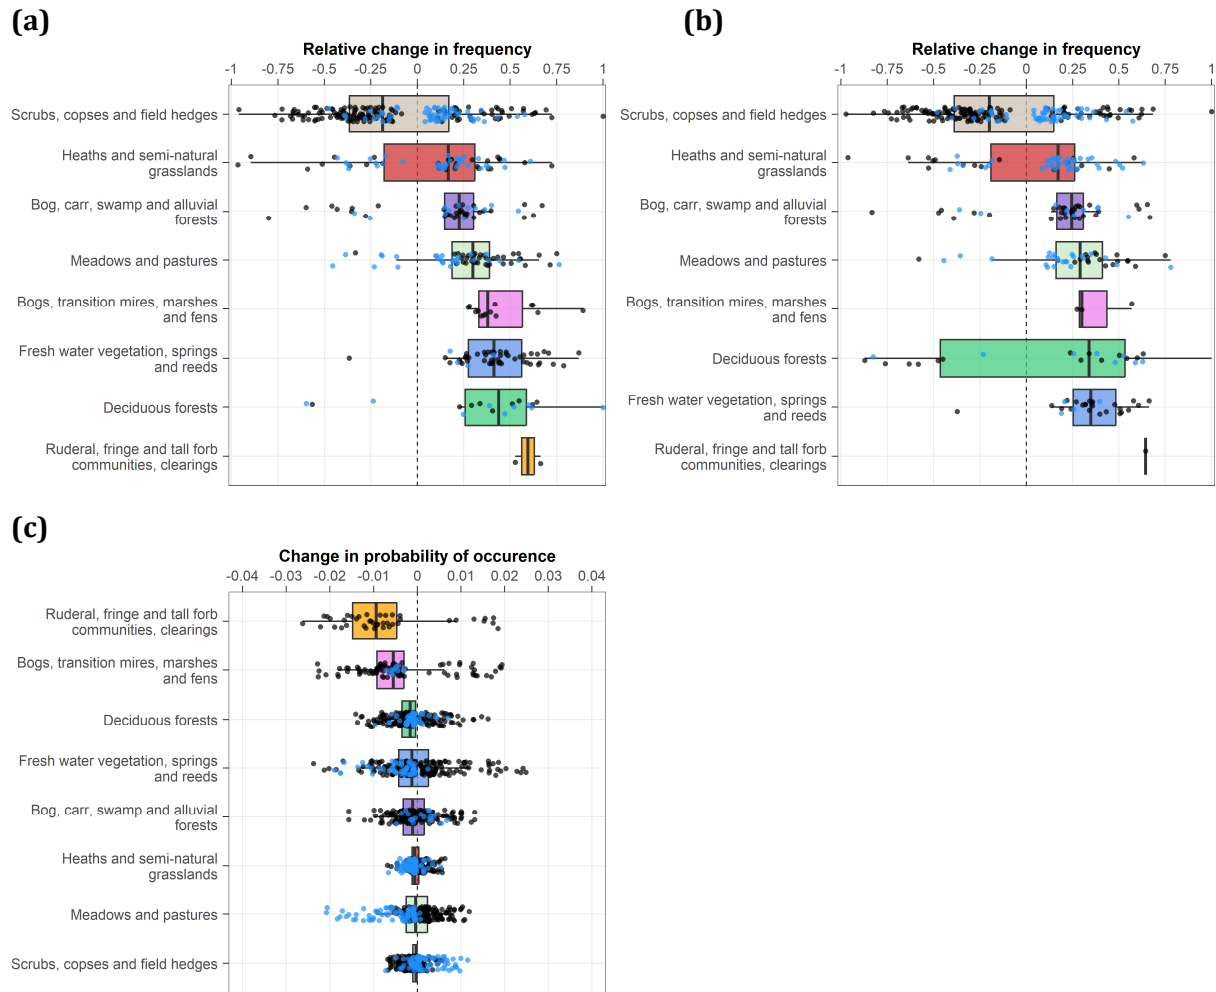 (a)
Relative change in frequency
-1 -0.75 -0.5 -0.25 0 0.25 0.5 0.75 1
Scrubs, copses and field hedges
Heaths and semi-natural
grasslands
Bog, carr, swamp and alluvial
forests
Meadows and pastures
Bogs, transition mires, marshes
and fens
Fresh water vegetation, springs
and reeds
Deciduous forests
Ruderal, fringe and tall forb
communities, clearings
(b)
Relative change in frequency
-1 -0.75 -0.5 -0.25 0 0.25 0.5 0.75 1
Scrubs, copses and field hedges
Heaths and semi-natural
grasslands
Bog, carr, swamp and alluvial
forests
Meadows and pastures
Bogs, transition mires, marshes
and fens
Deciduous forests
Fresh water vegetation, springs
and reeds
Ruderal, fringe and tall forb
communities, clearings
(c)
Change in probability of occurence
-0.04 -0.03 -0.02 -0.01 0 0.01 0.02 0.03 0.04
Ruderal, fringe and tall forb
communities, clearings
Bogs, transition mires, marshes
and fens
Deciduous forests
Fresh water vegetation, springs
and reeds
Bog, carr, swamp and alluvial
forests
Heaths and semi-natural
grasslands
Meadows and pastures
Scrubs, copses and field hedges